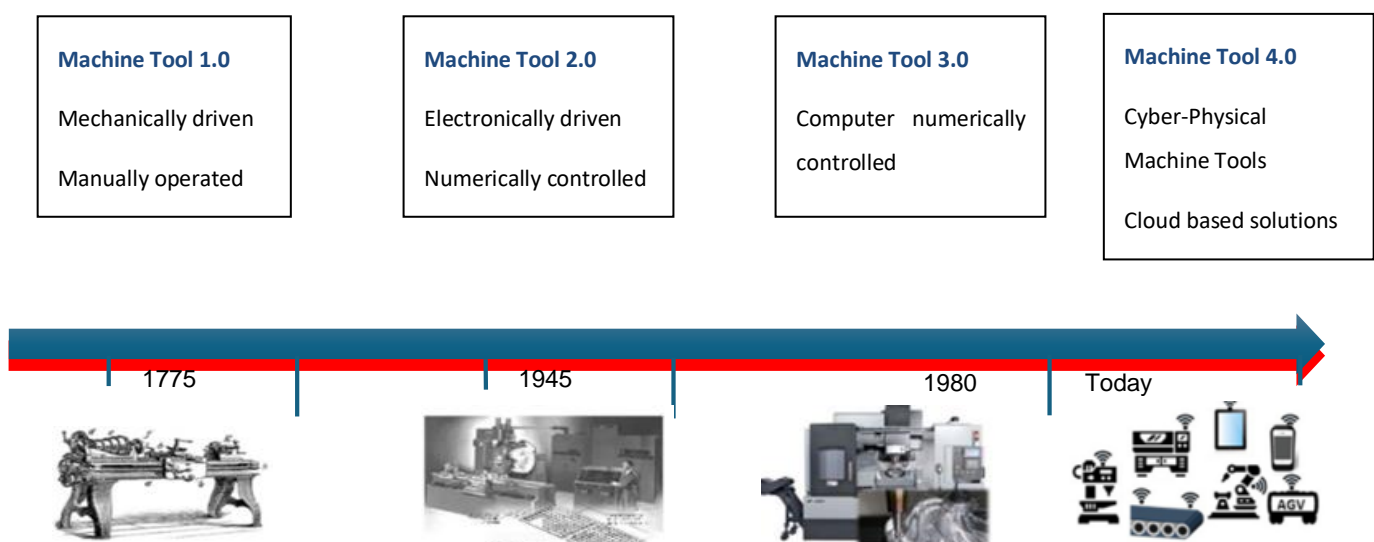 Machine Tool 1.0
Mechanically driven
Manually operated
Machine Tool 2.0
Electronically driven
Numerically controlled
Machine Tool 3.0
Computer numerically
controlled
Machine Tool 4.0
Cyber-Physical
Machine Tools
Cloud based solutions
1775
1945
1980
Today
AGV